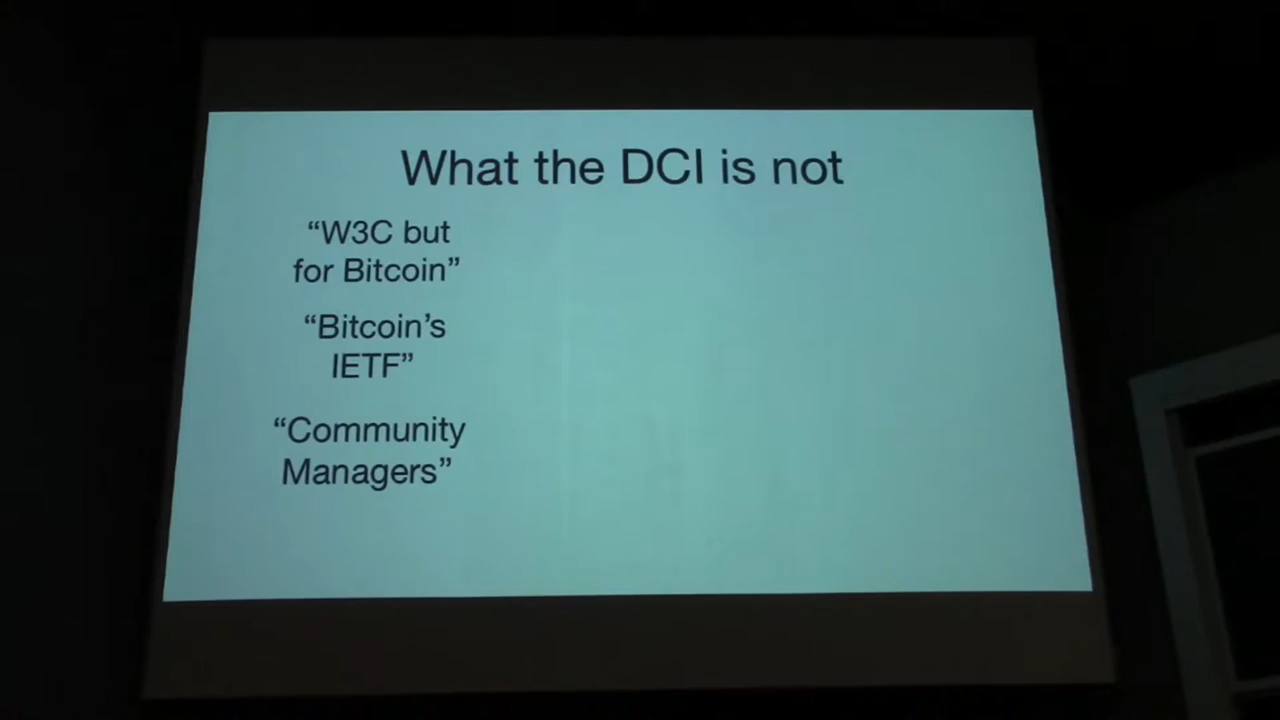 What the DCI is not
“W3C but
for Bitcoin”
“Bitcoin’s
IETF”
“Community
Managers”